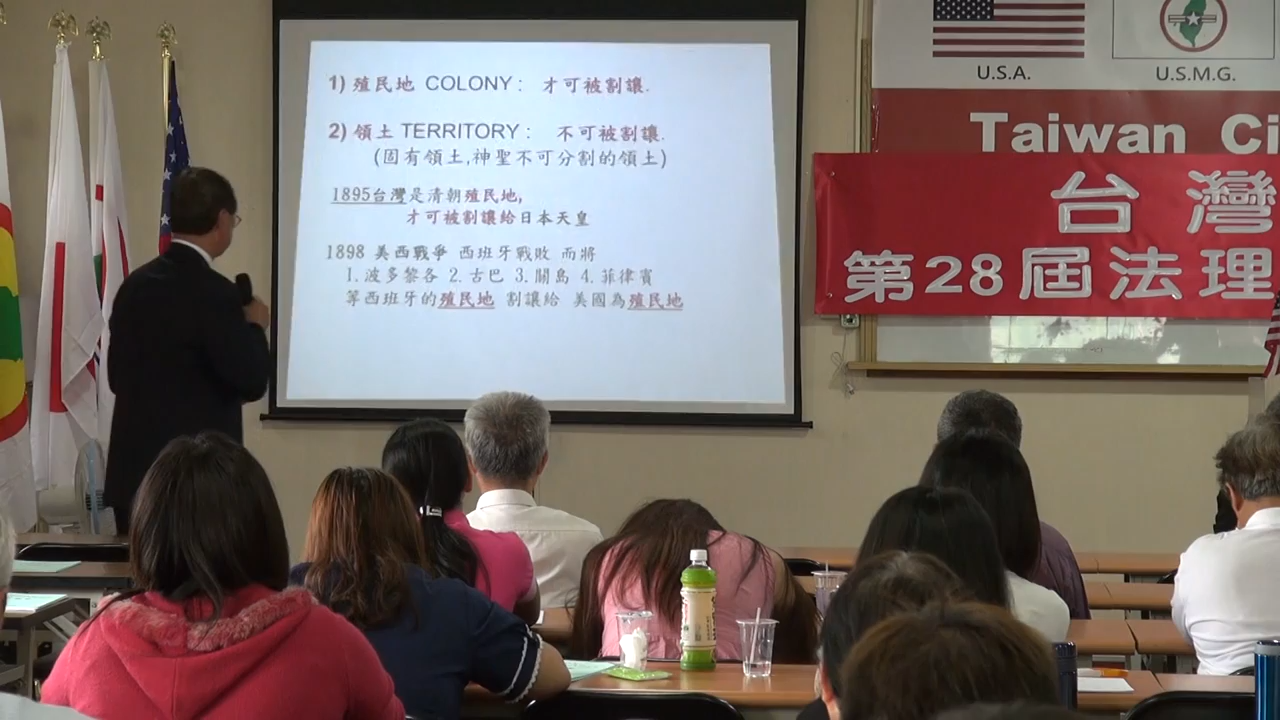 1) 殖民地 COLONY : 才可被割讓.
2) 領土 TERRITORY : 不可被割讓.
(固有領土,神聖不可分割的領土)
1895台灣是清朝殖民地,
才可被割讓給日本天皇
1898 美西戰爭 西班牙戰敗 而將
1. 波多黎各 2. 古巴 3. 關島 4. 菲律賓
等西班牙的殖民地 割讓給 美國為殖民地
U.S.A.
U.S.M.G.
Taiwan Ci
台灣
第28屆法理